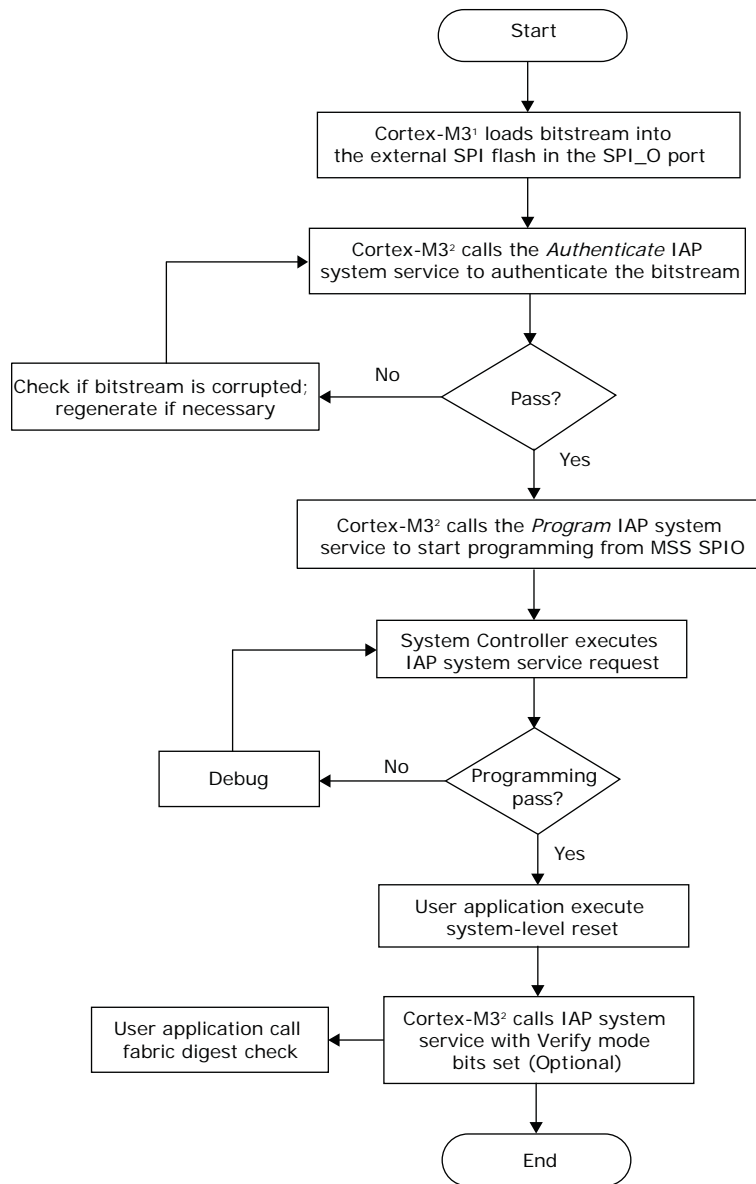 Start
Cortex-M3¹ loads bitstream into
the external SPI flash in the SPI_O port
Cortex-M3² calls the Authenticate IAP
system service to authenticate the bitstream
No
Check if bitstream is corrupted;
regenerate if necessary
Pass?
Yes
Cortex-M3² calls the Program IAP system
service to start programming from MSS SPIO
System Controller executes
IAP system service request
No
Debug
Programming
pass?
Yes
User application execute
system-level reset
User application call
fabric digest check
Cortex-M3² calls IAP system
service with Verify mode
bits set (Optional)
End